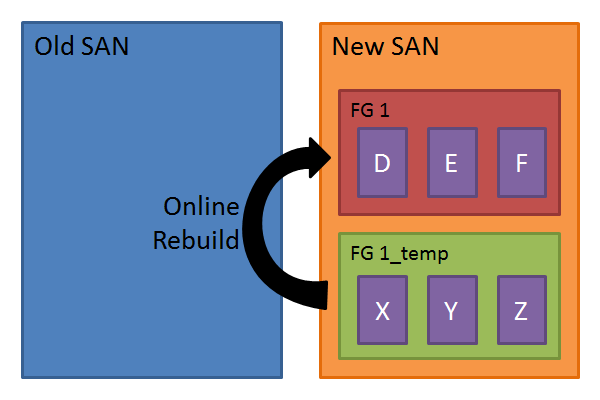 Old SAN
New SAN
FG 1
D E F
Online
Rebuild
FG 1_temp
X Y Z